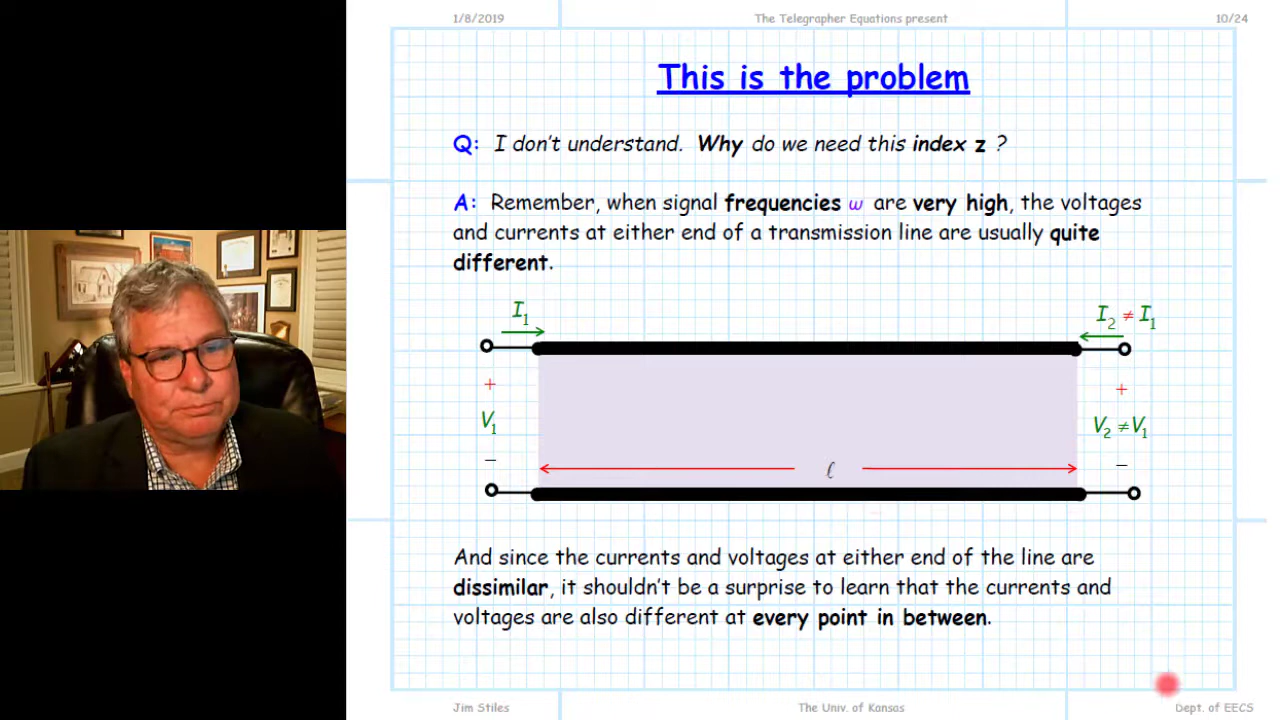 1/8/2019 The Telegrapher Equations present 10/24
This is the problem
Q: I don't understand. Why do we need this index z ?
A: Remember, when signal frequencies ω are very high, the voltages
and currents at either end of a transmission line are usually quite
different.
I₁ I₂ ≠ I₁
+ +
V₁ V₂ ≠V₁
− −
ℓ
And since the currents and voltages at either end of the line are
dissimilar, it shouldn't be a surprise to learn that the currents and
voltages are also different at every point in between.
Jim Stiles The Univ. of Kansas Dept. of EECS